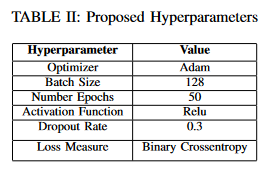 TABLE II: Proposed Hyperparameters
Hyperparameter Value
Optimizer Adam
Batch Size 128
Number Epochs 50
Activation Function Relu
Dropout Rate 0.3
Loss Measure Binary Crossentropy